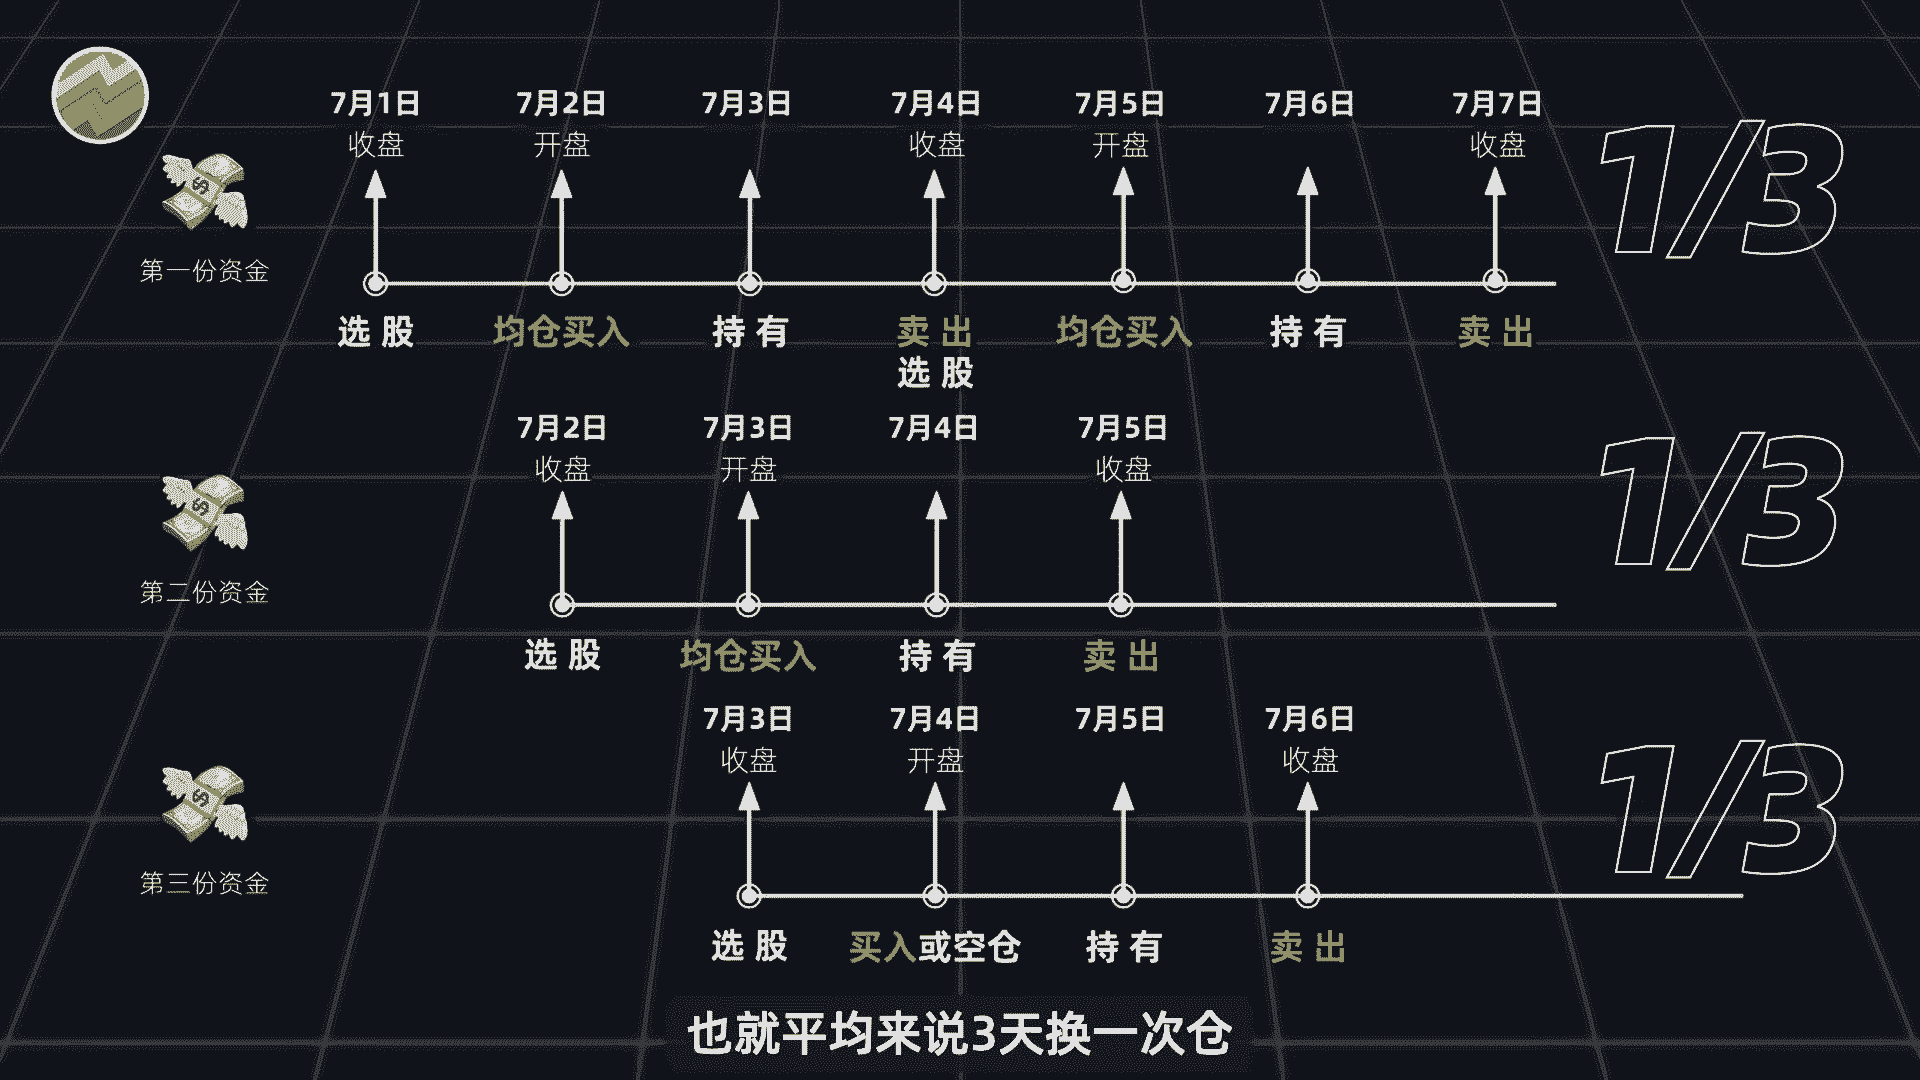 7月1日 7月2日 7月3日 7月4日 7月5日 7月6日 7月7日
收盘 开盘 收盘 开盘 收盘
1/3
第一份资金
选股 均仓买入 持有 卖出 均仓买入 持有 卖出
选股
7月2日 7月3日 7月4日 7月5日
收盘 开盘 收盘
1/3
第二份资金
选股 均仓买入 持有 卖出
7月3日 7月4日 7月5日 7月6日
收盘 开盘 收盘
1/3
第三份资金
选股 买入或空仓 持有 卖出
也就平均来说3天换一次仓